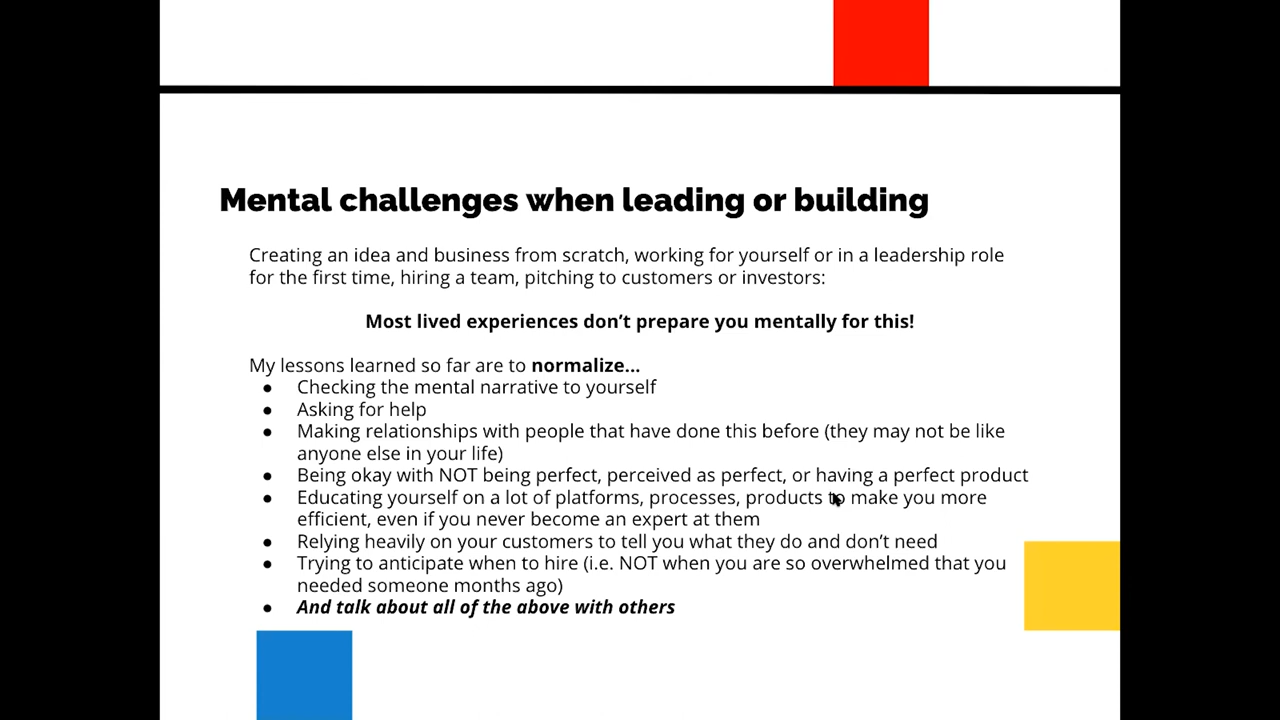 Mental challenges when leading or building
Creating an idea and business from scratch, working for yourself or in a leadership role
for the first time, hiring a team, pitching to customers or investors:
Most lived experiences don’t prepare you mentally for this!
My lessons learned so far are to normalize...
● Checking the mental narrative to yourself
● Asking for help
● Making relationships with people that have done this before (they may not be like
anyone else in your life)
● Being okay with NOT being perfect, perceived as perfect, or having a perfect product
● Educating yourself on a lot of platforms, processes, products to make you more
efficient, even if you never become an expert at them
● Relying heavily on your customers to tell you what they do and don’t need
● Trying to anticipate when to hire (i.e. NOT when you are so overwhelmed that you
needed someone months ago)
● And talk about all of the above with others